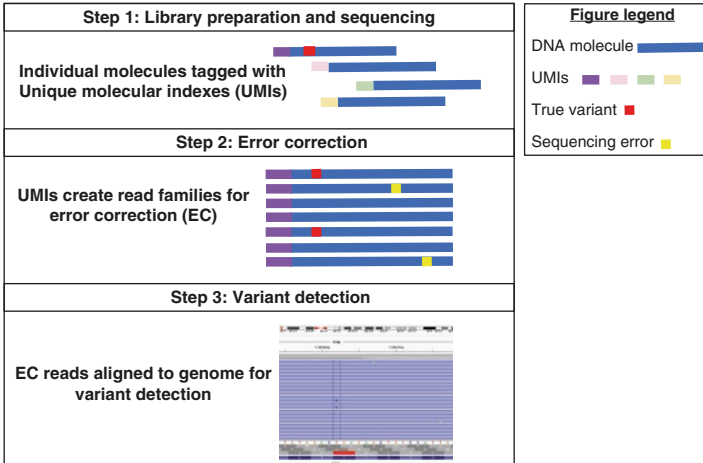 Step 1: Library preparation and sequencing
Individual molecules tagged with
Unique molecular indexes (UMIs)
Step 2: Error correction
UMIs create read families for
error correction (EC)
Step 3: Variant detection
EC reads aligned to genome for
variant detection
Figure legend
DNA molecule
UMIs
True variant
Sequencing error